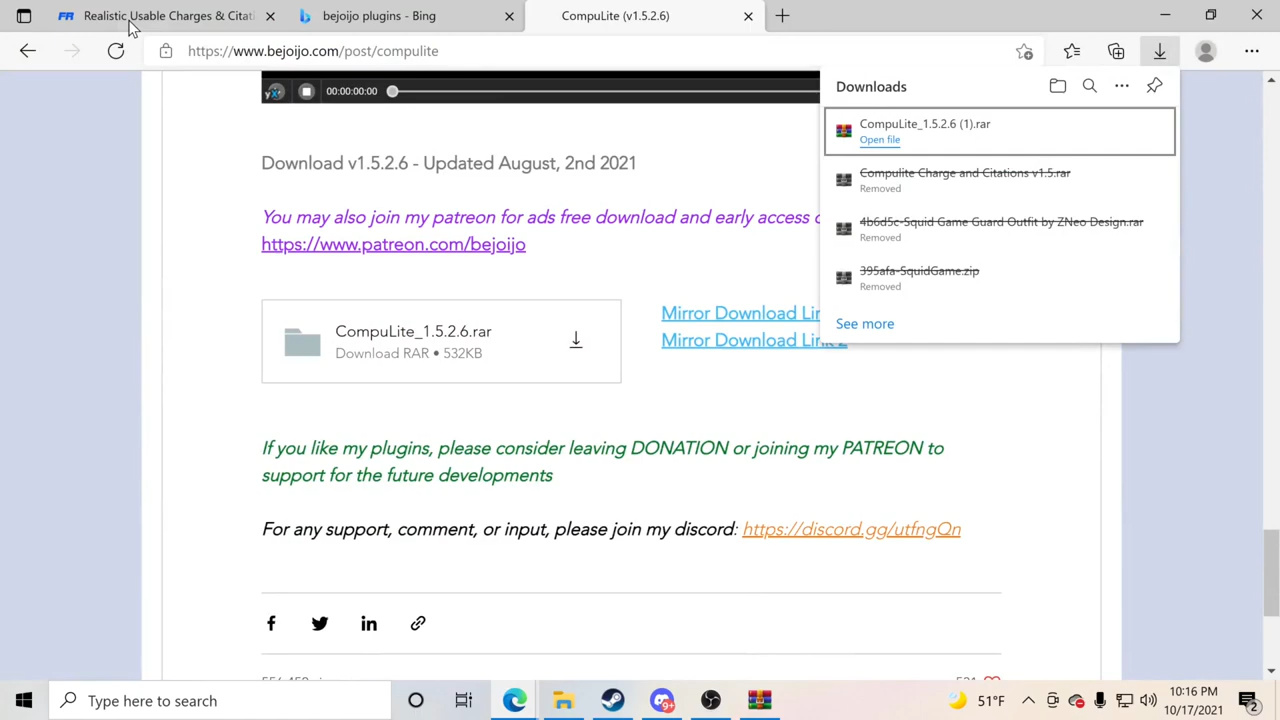 Realistic Usable Charges & Citat
bejoijo plugins - Bing
CompuLite (v1.5.2.6)
https://www.bejoijo.com/post/compulite
00:00:00:00
Downloads
CompuLite_1.5.2.6 (1).rar
Open file
Compulite Charge and Citations v1.5.rar
Removed
4b6d5c-Squid Game Guard Outfit by ZNeo Design.rar
Removed
395afa-SquidGame.zip
Removed
See more
Download v1.5.2.6 - Updated August, 2nd 2021
You may also join my patreon for ads free download and early access
https://www.patreon.com/bejoijo
CompuLite_1.5.2.6.rar
Download RAR • 532KB
Mirror Download Lin
Mirror Download Link 2
If you like my plugins, please consider leaving DONATION or joining my PATREON to
support for the future developments
For any support, comment, or input, please join my discord: https://discord.gg/utfngQn
Type here to search
9+
51°F
10:16 PM
10/17/2021
2